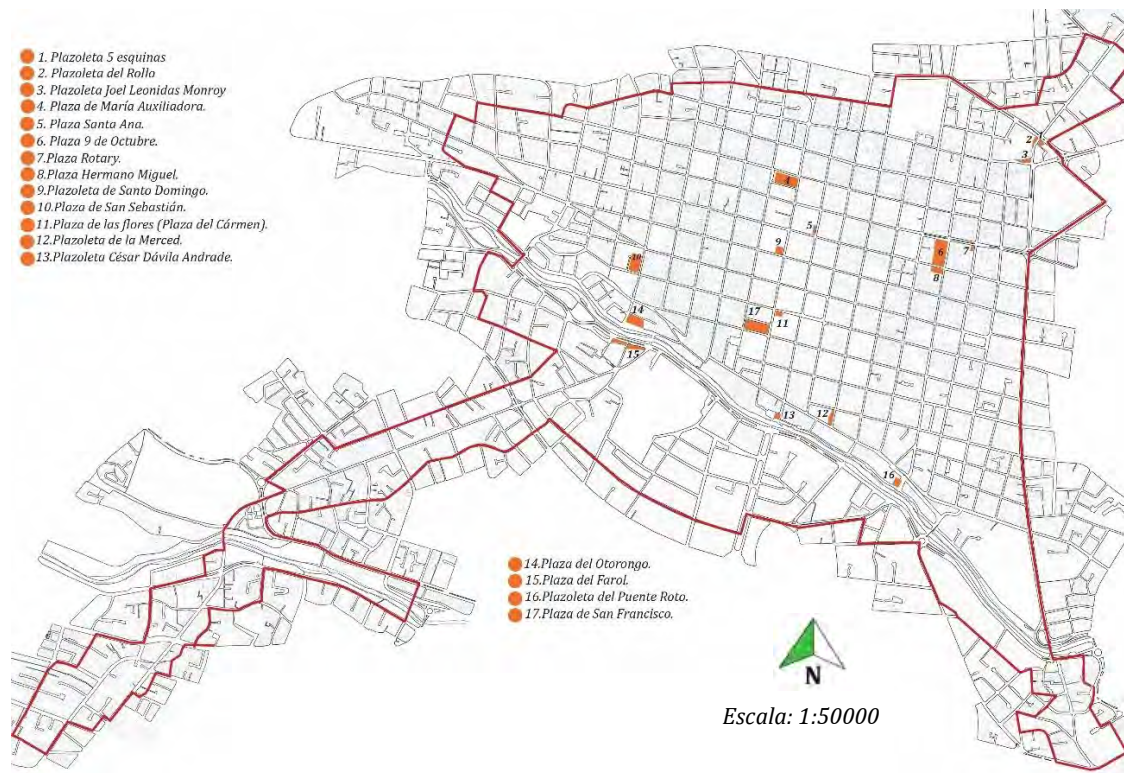 1. Plazoleta 5 esquinas
2. Plazoleta del Rollo
3. Plazoleta Joel Leonidas Monroy
4. Plaza de María Auxiliadora.
5. Plaza Santa Ana.
6. Plaza 9 de Octubre.
7.Plaza Rotary.
8.Plaza Hermano Miguel.
9.Plazoleta de Santo Domingo.
10.Plaza de San Sebastián.
11.Plaza de las flores (Plaza del Cármen).
12.Plazoleta de la Merced.
13.Plazoleta César Dávila Andrade.
1
2
3
4
5
9
6
7
10
8
14
17
11
15
13
12
16
14.Plaza del Otorongo.
15.Plaza del Farol.
16.Plazoleta del Puente Roto.
17.Plaza de San Francisco.
N
Escala: 1:50000